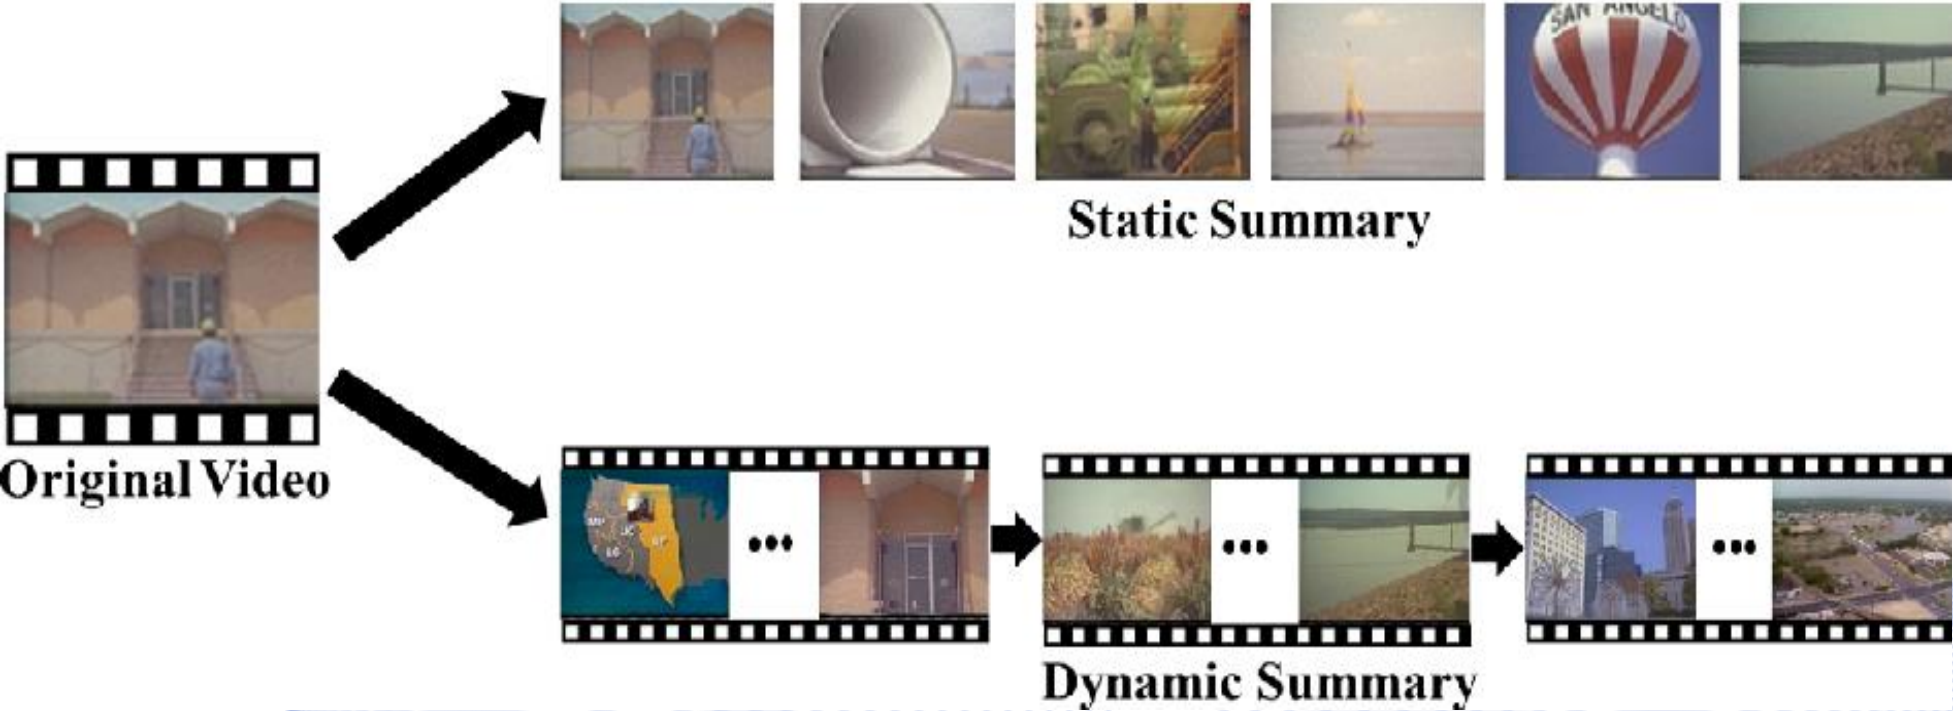 SAN ANGELO
Static Summary
Original Video
Dynamic Summary